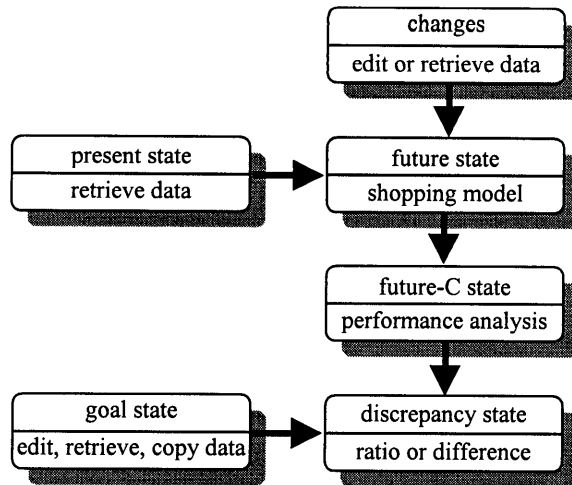 changes
edit or retrieve data
present state
retrieve data
future state
shopping model
future-C state
performance analysis
goal state
edit, retrieve, copy data
discrepancy state
ratio or difference